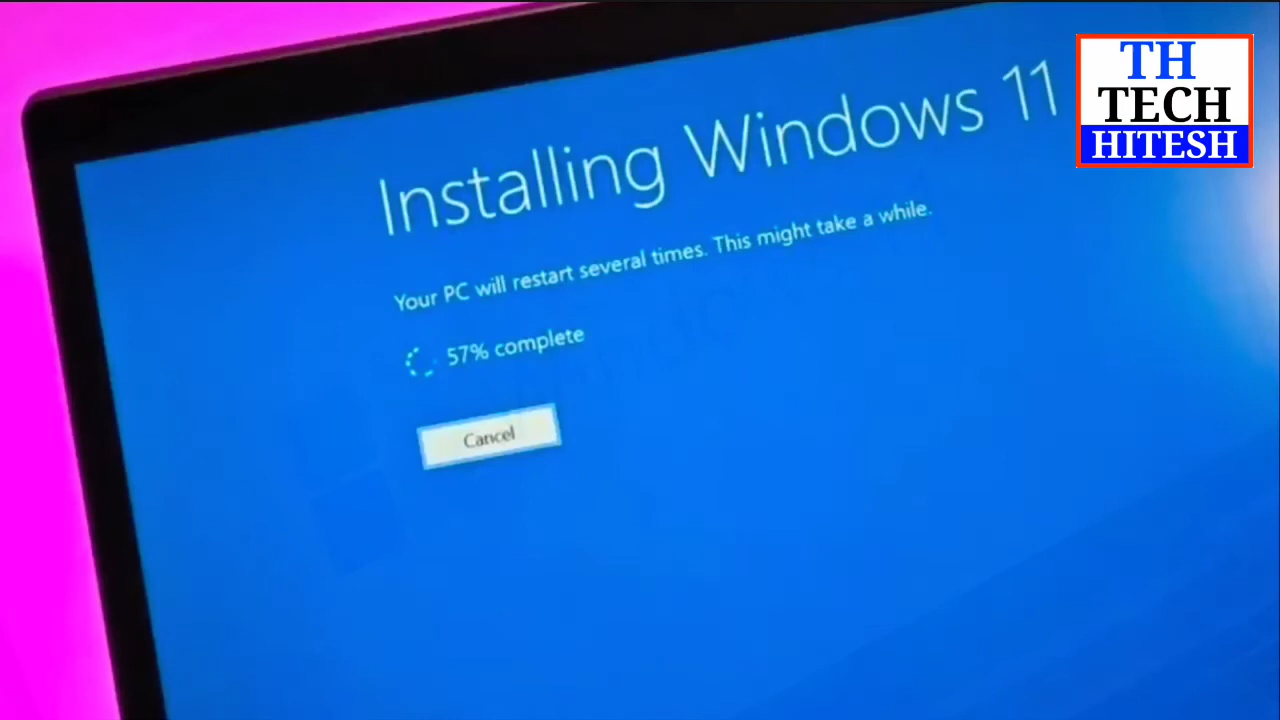 TH
TECH
HITESH
Installing Windows 11
Your PC will restart several times. This might take a while.
57% complete
Cancel